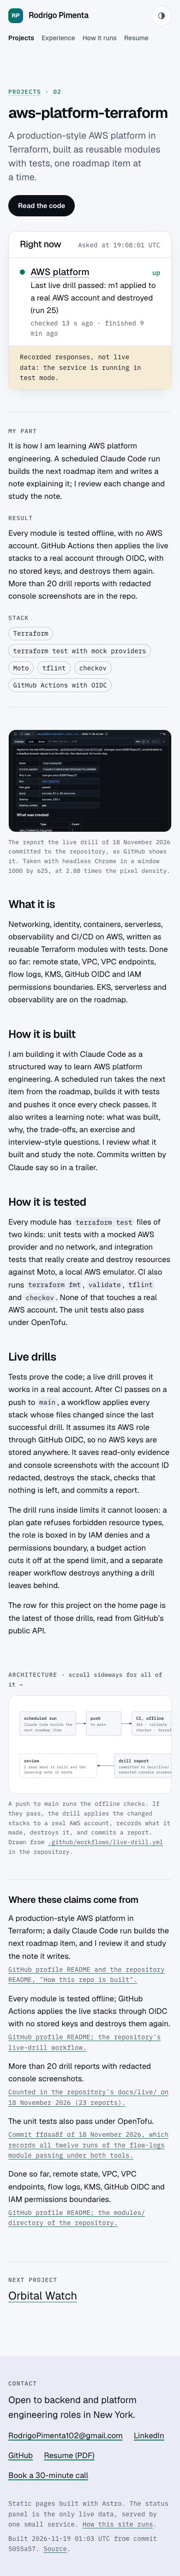 RP Rodrigo Pimenta
Projects Experience How it runs Resume
PROJECTS · 02
aws-platform-terraform
A production-style AWS platform in
Terraform, built as reusable modules
with tests, one roadmap item at
a time.
Read the code
Right now Asked at 19:08:01 UTC
AWS platform up
Last live drill passed: m1 applied to
a real AWS account and destroyed
(run 25)
checked 13 s ago · finished 9
min ago
Recorded responses, not live
data: the service is running in
test mode.
MY PART
It is how I am learning AWS platform
engineering. A scheduled Claude Code run
builds the next roadmap item and writes a
note explaining it; I review each change and
study the note.
RESULT
Every module is tested offline, with no AWS
account. GitHub Actions then applies the live
stacks to a real account through OIDC, with
no stored keys, and destroys them again.
More than 20 drill reports with redacted
console screenshots are in the repo.
STACK
Terraform
terraform test with mock providers
Moto tflint checkov
GitHub Actions with OIDC
The report the live drill of 18 November 2026
committed to the repository, as GitHub shows
it. Taken with headless Chrome in a window
1000 by 625, at 2.88 times the pixel density.
What it is
Networking, identity, containers, serverless,
observability and CI/CD on AWS, written as
reusable Terraform modules with tests. Done
so far: remote state, VPC, VPC endpoints,
flow logs, KMS, GitHub OIDC and IAM
permissions boundaries. EKS, serverless and
observability are on the roadmap.
How it is built
I am building it with Claude Code as a
structured way to learn AWS platform
engineering. A scheduled run takes the next
item from the roadmap, builds it with tests
and pushes it once every check passes. It
also writes a learning note: what was built,
why, the trade-offs, an exercise and
interview-style questions. I review what it
built and study the note. Commits written by
Claude say so in a trailer.
How it is tested
Every module has terraform test files of
two kinds: unit tests with a mocked AWS
provider and no network, and integration
tests that really create and destroy resources
against Moto, a local AWS emulator. CI also
runs terraform fmt, validate, tflint
and checkov. None of that touches a real
AWS account. The unit tests also pass
under OpenTofu.
Live drills
Tests prove the code; a live drill proves it
works in a real account. After CI passes on a
push to main, a workflow applies every
stack whose files changed since the last
successful drill. It assumes its AWS role
through GitHub OIDC, so no AWS keys are
stored anywhere. It saves read-only evidence
and console screenshots with the account ID
redacted, destroys the stack, checks that
nothing is left, and commits a report.
The drill runs inside limits it cannot loosen: a
plan gate refuses forbidden resource types,
the role is boxed in by IAM denies and a
permissions boundary, a budget action
cuts it off at the spend limit, and a separate
reaper workflow destroys anything a drill
leaves behind.
The row for this project on the home page is
the latest of those drills, read from GitHub's
public API.
ARCHITECTURE · scroll sideways for all of
it →
scheduled run push CI, offline
Claude Code builds the to main
next roadmap item
review drill report
I read what it built and the
learning note it wrote
A push to main runs the offline checks. If
they pass, the drill applies the changed
stacks to a real AWS account, records what it
made, destroys it, and commits a report.
Drawn from .github/workflows/live-drill.yml
in the repository.
Where these claims come from
A production-style AWS platform in
Terraform; a daily Claude Code run builds the
next roadmap item, and I review it and study
the note it writes.
GitHub profile README and the repository
README, "How this repo is built".
Every module is tested offline; GitHub
Actions applies the live stacks through OIDC
with no stored keys and destroys them again.
GitHub profile README; the repository's
live-drill workflow.
More than 20 drill reports with redacted
console screenshots.
Counted in the repository's docs/live/ on
18 November 2026 (23 reports).
The unit tests also pass under OpenTofu.
Commit ffdaa8f of 18 November 2026, which
records all twelve runs of the flow-logs
module passing under both tools.
Done so far, remote state, VPC, VPC
endpoints, flow logs, KMS, GitHub OIDC and
IAM permissions boundaries.
GitHub profile README; the modules/
directory of the repository.
NEXT PROJECT
Orbital Watch
CONTACT
Open to backend and platform
engineering roles in New York.
RodrigoPimenta102@gmail.com LinkedIn
GitHub Resume (PDF)
Book a 30-minute call
Static pages built with Astro. The status
panel is the only live data, served by
one small service. How this site runs.
Built 2026-11-19 01:03 UTC from commit
5055a57. Source.